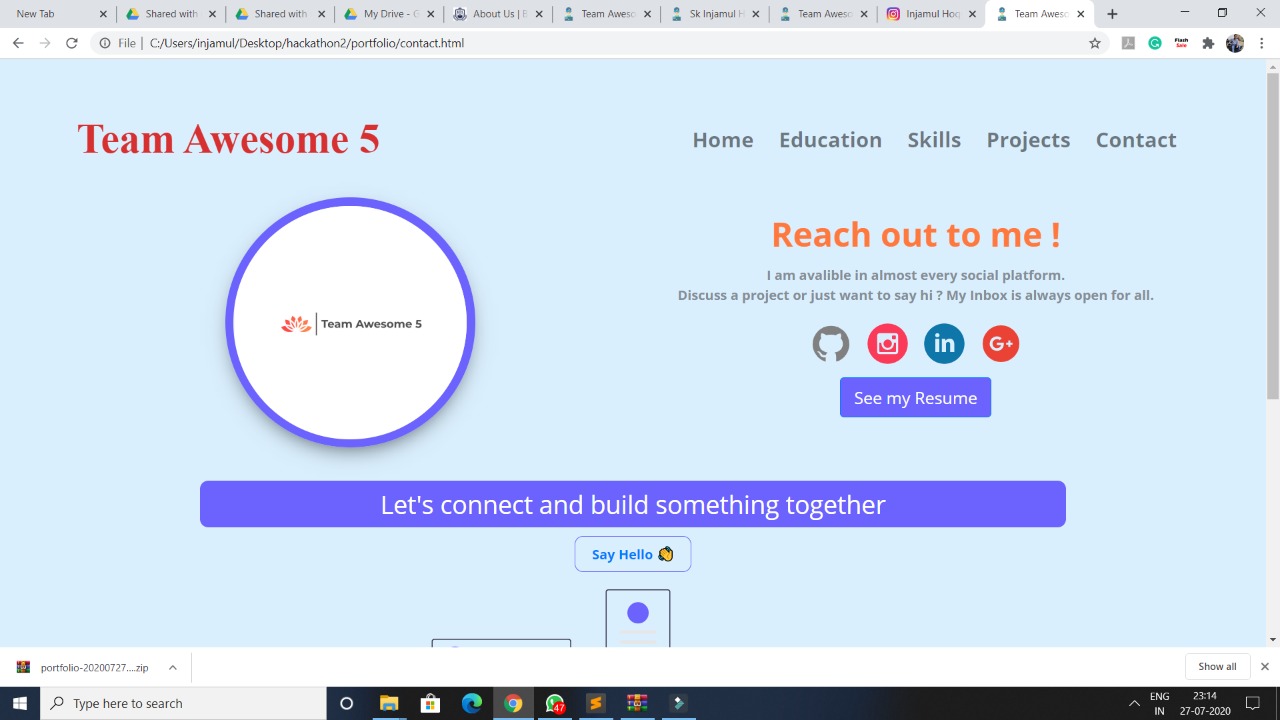 New Tab
Shared with
Shared with
My Drive - G
About Us | B
Team Aweso
Sk Injamul H
Team Aweso
Injamul Hoq
Team Aweso
File | C:/Users/injamul/Desktop/hackathon2/portfolio/contact.html
Flash
Sale
Team Awesome 5
Home Education Skills Projects Contact
Team Awesome 5
Reach out to me !
I am avalible in almost every social platform.
Discuss a project or just want to say hi ? My Inbox is always open for all.
in
G+
See my Resume
Let's connect and build something together
Say Hello 👏
portfolio-20200727....zip
Show all
Type here to search
47
ENG
IN
23:14
27-07-2020